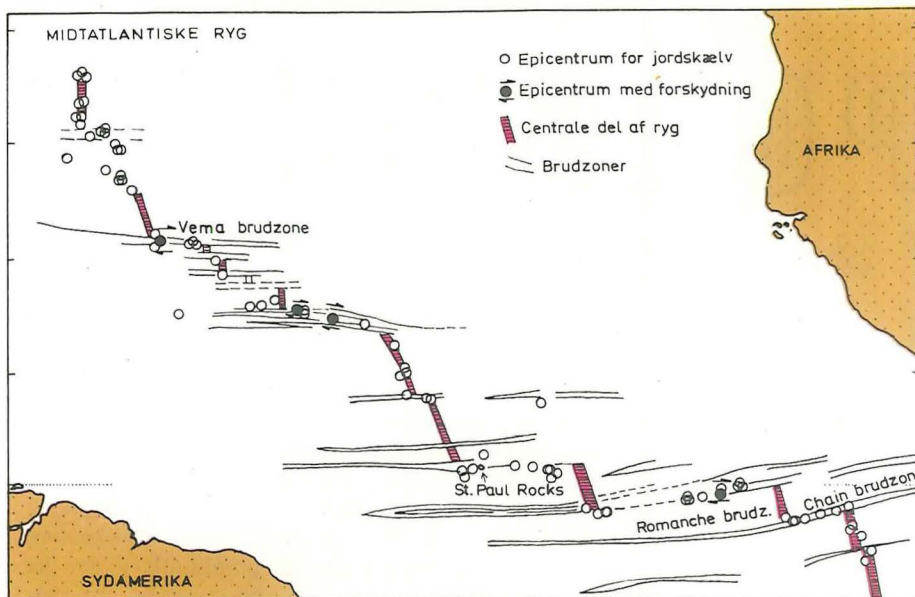 MIDTATLANTISKE RYG
Epicentrum for jordskælv
Epicentrum med forskydning
Centrale del af ryg
Brudzoner
AFRIKA
Vema brudzone
St. Paul Rocks
Romanche brudz.
Chain brudzon
SYDAMERIKA